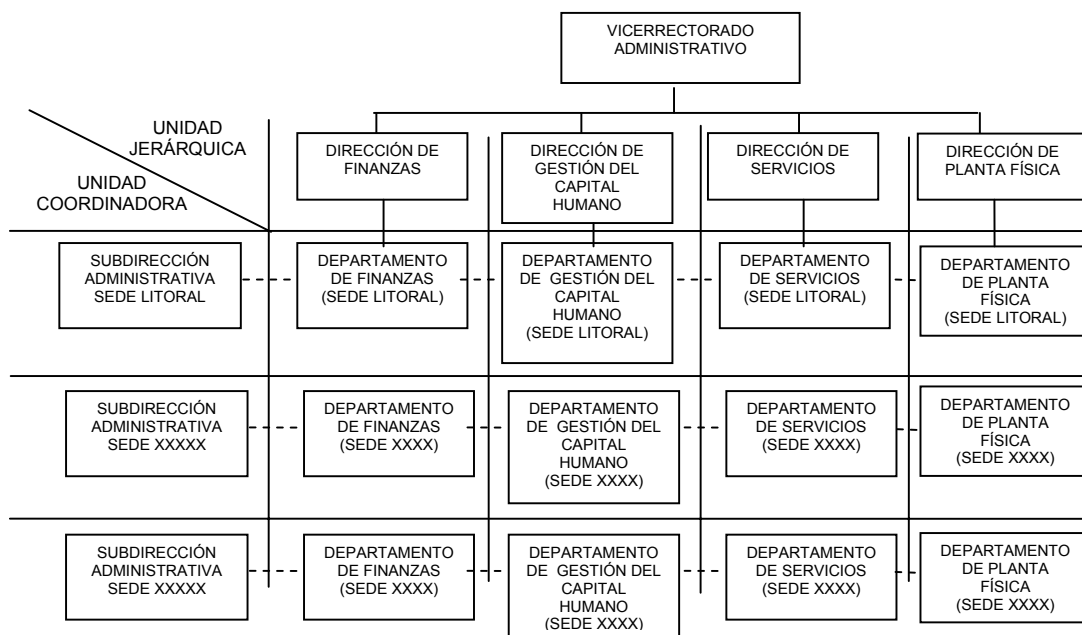 VICERRECTORADO
ADMINISTRATIVO
UNIDAD
JERÁRQUICA
UNIDAD
COORDINADORA
DIRECCIÓN DE
FINANZAS
DIRECCIÓN DE
GESTIÓN DEL
CAPITAL
HUMANO
DIRECCIÓN DE
SERVICIOS
DIRECCIÓN DE
PLANTA FÍSICA
SUBDIRECCIÓN
ADMINISTRATIVA
SEDE LITORAL
DEPARTAMENTO
DE FINANZAS
(SEDE LITORAL)
DEPARTAMENTO
DE GESTIÓN DEL
CAPITAL
HUMANO
(SEDE LITORAL)
DEPARTAMENTO
DE SERVICIOS
(SEDE LITORAL)
DEPARTAMENTO
DE PLANTA
FÍSICA
(SEDE LITORAL)
SUBDIRECCIÓN
ADMINISTRATIVA
SEDE XXXXX
DEPARTAMENTO
DE FINANZAS
(SEDE XXXX)
DEPARTAMENTO
DE GESTIÓN DEL
CAPITAL
HUMANO
(SEDE XXXX)
DEPARTAMENTO
DE SERVICIOS
(SEDE XXXX)
DEPARTAMENTO
DE PLANTA
FÍSICA
(SEDE XXXX)
SUBDIRECCIÓN
ADMINISTRATIVA
SEDE XXXXX
DEPARTAMENTO
DE FINANZAS
(SEDE XXXX)
DEPARTAMENTO
DE GESTIÓN DEL
CAPITAL
HUMANO
(SEDE XXXX)
DEPARTAMENTO
DE SERVICIOS
(SEDE XXXX)
DEPARTAMENTO
DE PLANTA
FÍSICA
(SEDE XXXX)